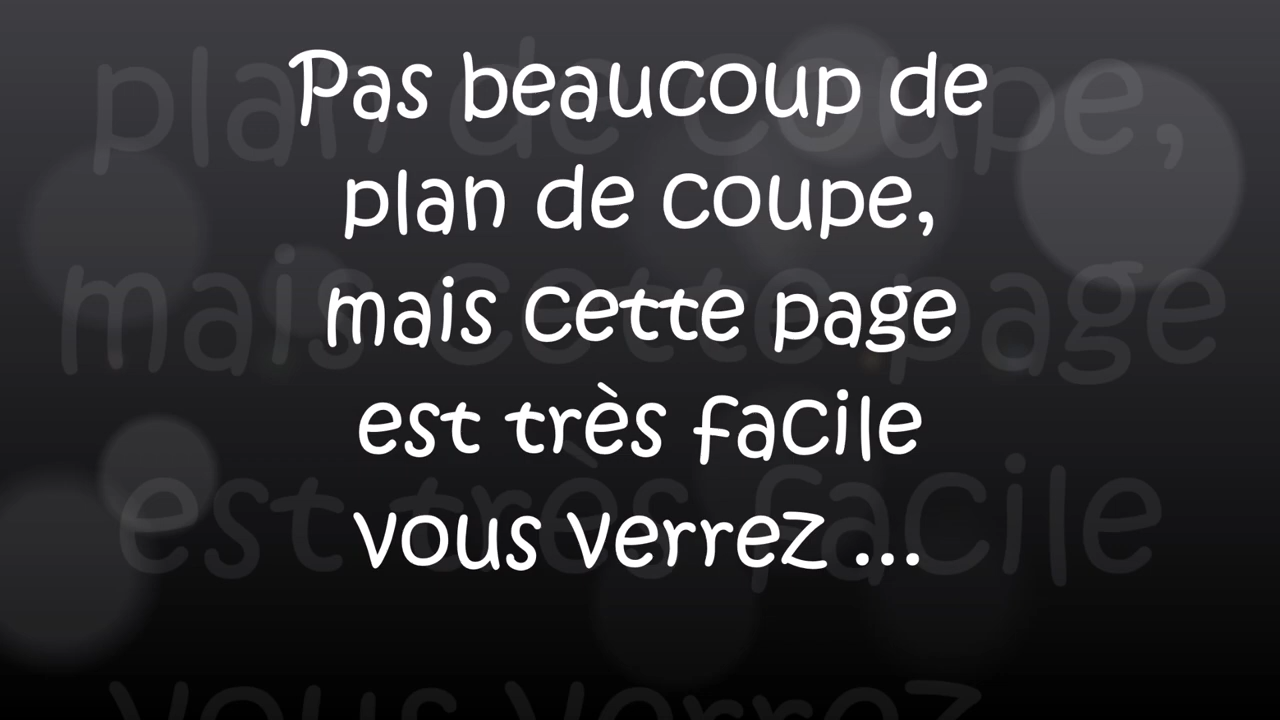 Pas beaucoup de
plan de coupe,
mais cette page
est très facile
vous verrez ...